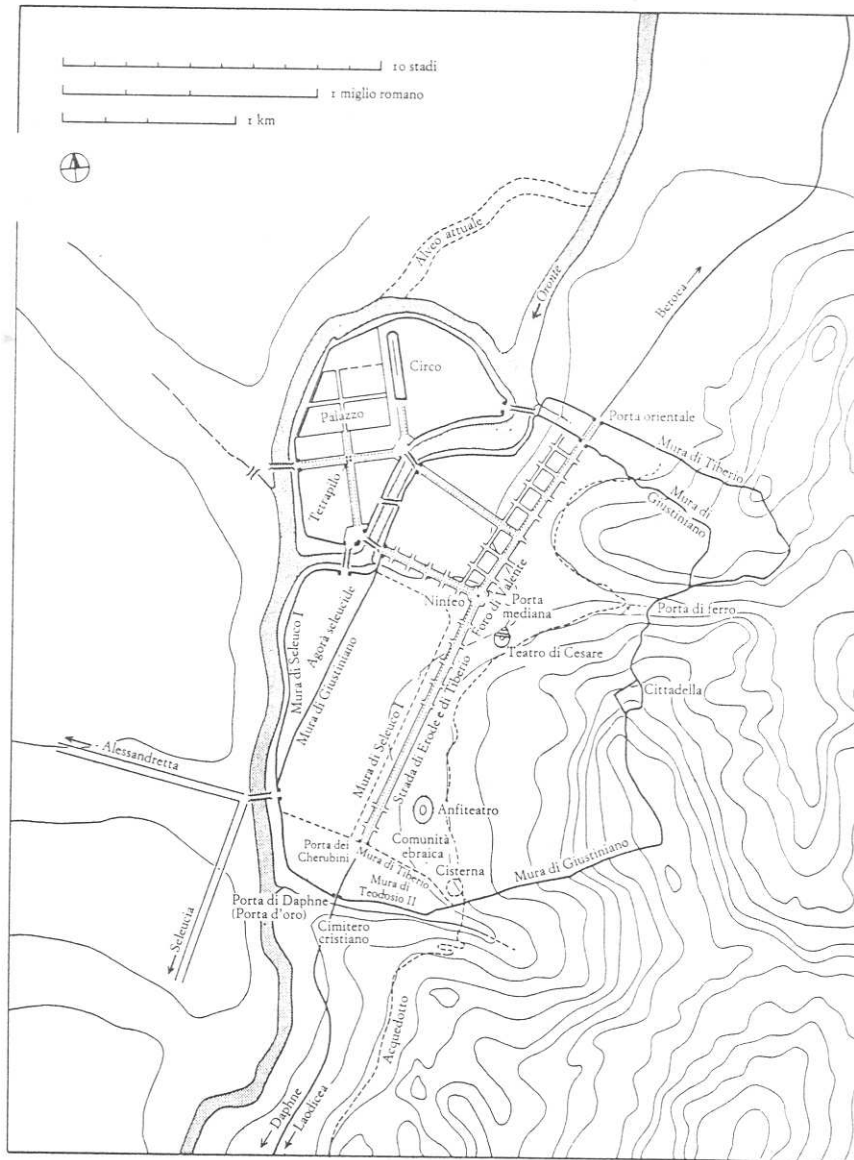 10 stadi
1 miglio romano
1 km
A
Alveo attuale
← Oronte
Betoea →
Circo
Palazzo
Porta orientale
Mura di Tiberio
Mura di
Giustiniano
Tetrapilo
Ninfeo
Foro di Valente
Porta
mediana
Porta di ferro
Teatro di Cesare
Mura di Seleuco I
Agorà seleucide
Mura di Giustiniano
Cittadella
← Alessandretta
Mura di Seleuco I
Strada di Erode e di Tiberio
Anfiteatro
Comunità
ebraica
Porta dei
Cherubini
Mura di Tiberio
Mura di
Teodosio II
Cisterna
Mura di Giustiniano
Porta di Daphne
(Porta d'oro)
Cimitero
cristiano
← Seleucia
Acquedotto
← Daphne
← Laodicea